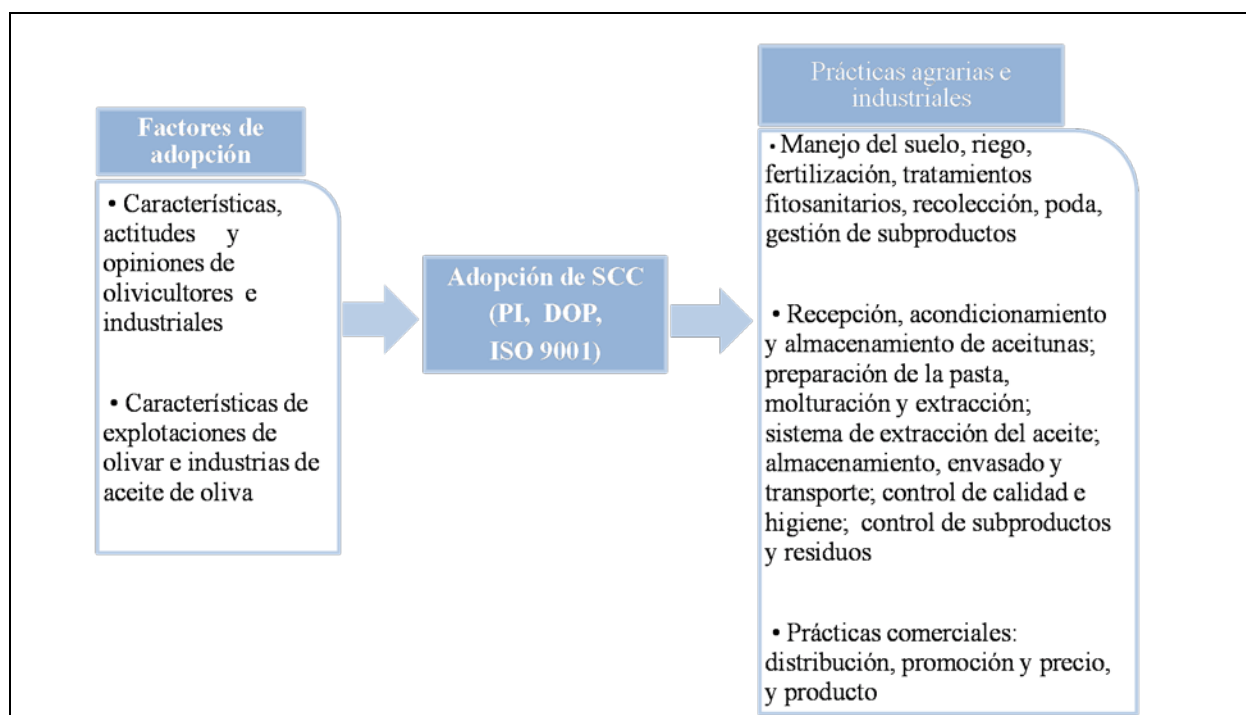 Factores de
adopción
• Características,
actitudes y
opiniones de
olivicultores e
industriales
• Características de
explotaciones de
olivar e industrias de
aceite de oliva
Adopción de SCC
(PI, DOP,
ISO 9001)
Prácticas agrarias e
industriales
• Manejo del suelo, riego,
fertilización, tratamientos
fitosanitarios, recolección, poda,
gestión de subproductos
• Recepción, acondicionamiento
y almacenamiento de aceitunas;
preparación de la pasta,
molturación y extracción;
sistema de extracción del aceite;
almacenamiento, envasado y
transporte; control de calidad e
higiene; control de subproductos
y residuos
• Prácticas comerciales:
distribución, promoción y precio,
y producto